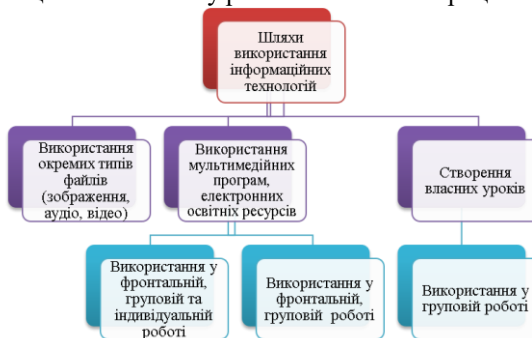 Шляхи
використання
інформаційних
технологій
Використання
окремих типів
файлів
(зображення,
аудіо, відео)
Використання
мультимедійних
програм,
електронних
освітніх ресурсів
Створення
власних уроків
Використання у
фронтальній,
груповій та
індивідуальній
роботі
Використання у
фронтальній,
груповій роботі
Використання у
груповій роботі